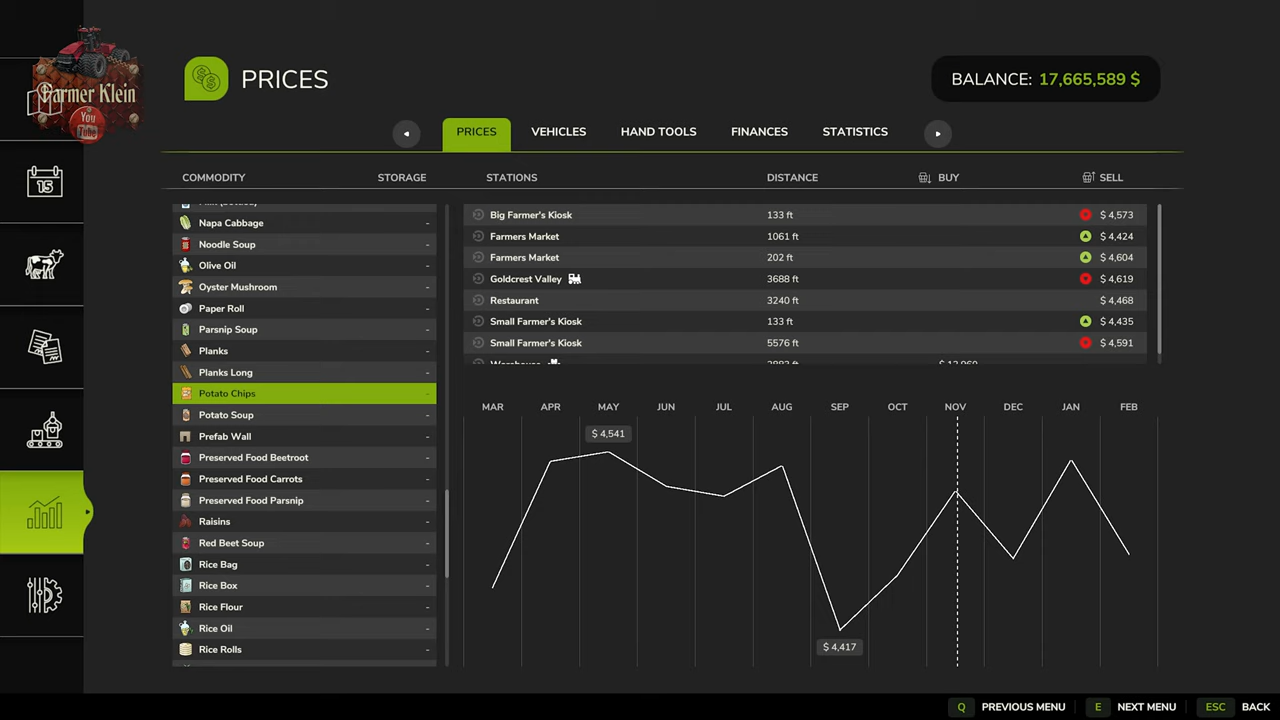 Farmer Klein
You
Tube
PRICES
BALANCE: 17,665,589 $
PRICES VEHICLES HAND TOOLS FINANCES STATISTICS
15
COMMODITY STORAGE STATIONS DISTANCE BUY SELL
Napa Cabbage -
Noodle Soup -
Olive Oil -
Oyster Mushroom -
Paper Roll -
Parsnip Soup -
Planks -
Planks Long -
Potato Chips -
Potato Soup -
Prefab Wall -
Preserved Food Beetroot -
Preserved Food Carrots -
Preserved Food Parsnip -
Raisins -
Red Beet Soup -
Rice Bag -
Rice Box -
Rice Flour -
Rice Oil -
Rice Rolls -
Big Farmer's Kiosk 133 ft $ 4,573
Farmers Market 1061 ft $ 4,424
Farmers Market 202 ft $ 4,604
Goldcrest Valley 3688 ft $ 4,619
Restaurant 3240 ft $ 4,468
Small Farmer's Kiosk 133 ft $ 4,435
Small Farmer's Kiosk 5576 ft $ 4,591
MAR APR MAY JUN JUL AUG SEP OCT NOV DEC JAN FEB
$ 4,541
$ 4,417
Q PREVIOUS MENU E NEXT MENU ESC BACK